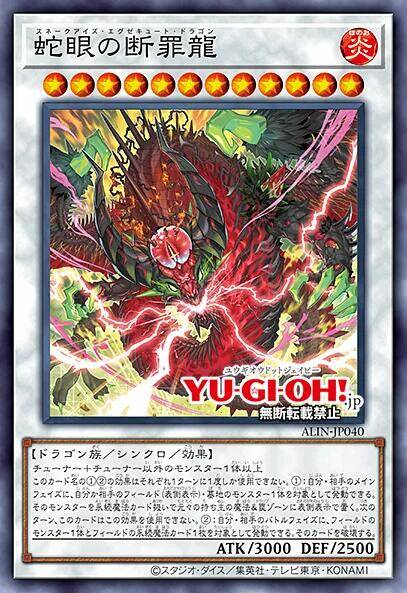 スネークアイズ・エグゼキュート・ドラゴン
蛇眼の断罪龍
ほのお
炎
ユウギオウドットジェイピー
YU-GI-OH!.jp
無断転載禁止
ALIN-JP040
【ドラゴン族/シンクロ/効果】
チューナー+チューナー以外のモンスター1体以上
このカード名の①②の効果はそれぞれ1ターンに1度しか使用できない。①:自分・相手のメイン
フェイズに、自分か相手のフィールド(表側表示)・墓地のモンスター1体を対象として発動できる。
そのモンスターを永続魔法カード扱いで元々の持ち主の魔法&罠ゾーンに表側表示で置く。次の
ターン、このカードはこの効果を使用できない。②:自分・相手のバトルフェイズに、フィールドの
モンスター1体とフィールドの永続魔法カード1枚を対象として発動できる。そのカードを破壊する。
ATK/3000 DEF/2500
©スタジオ・ダイス/集英社・テレビ東京・KONAMI